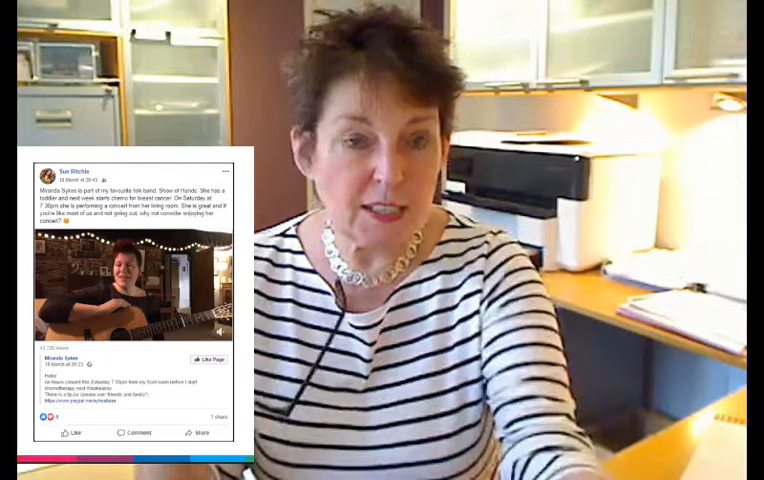 Sue Ritchie
18 March at 20:43
Miranda Sykes is part of my favourite folk band, Show of Hands. She has a
toddler and next week starts chemo for breast cancer. On Saturday at
7.30pm she is performing a concert from her living room. She is great and if
you're like most of us and not going out, why not consider enjoying her
concert?
Views
Miranda Sykes
18 March at 20:23
Like Page
Hello!
An hours concert this Saturday 7.30pm from my front room before I start
chemotherapy next Wednesday.
There is a tip jar (please use "friends and family")
1 share
Like
Comment
Share